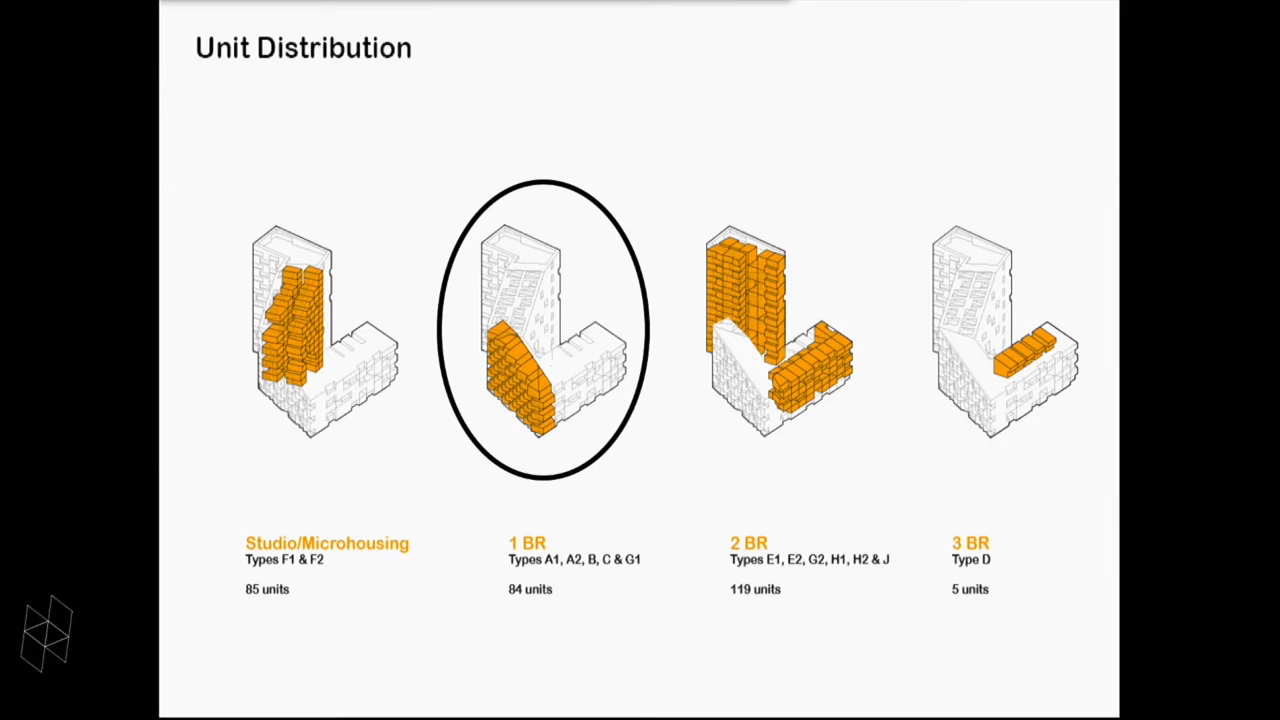 Unit Distribution
Studio/Microhousing
Types F1 & F2
85 units
1 BR
Types A1, A2, B, C & G1
84 units
2 BR
Types E1, E2, G2, H1, H2 & J
119 units
3 BR
Type D
5 units